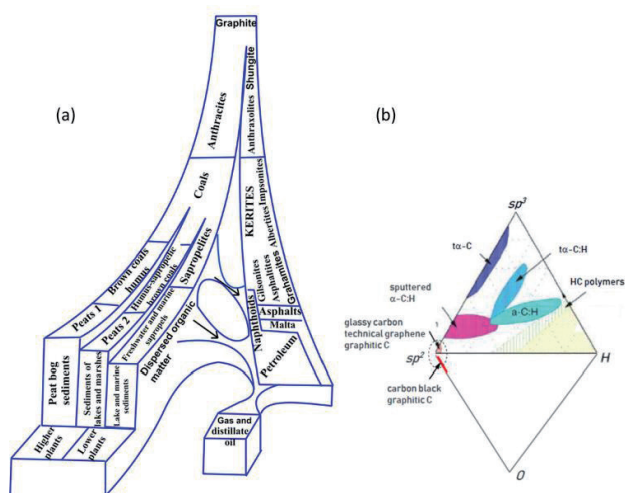 (a)
Graphite
Shungite
Anthracites
Anthraxolites
Coals
KERITES
Albertites Impsonites
Gilsonites
Asphaltites
Grahamites
Brown coals
humus
Humus-sapropelic
brown coals
Sapropelites
Peats 1
Peats 2
Freshwater and marine
sapropels
Dispersed organic
matter
Naphthoids
Asphalts
Malta
Petroleum
Peat bog
sediments
Sediments of
lakes and marshes
Lake and marine
sediments
Higher
plants
Lower
plants
Gas and
distillate
oil
(b)
sp³
tα-C
tα-C:H
sputtered
α-C:H
HC polymers
α-C:H
glassy carbon
technical graphene
graphitic C
1
sp²
H
carbon black
graphitic C
O